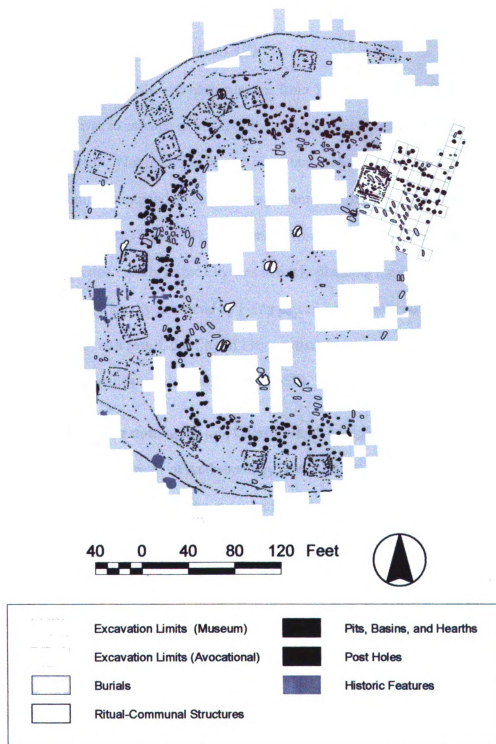 40 0 40 80 120 Feet
Excavation Limits (Museum)
Excavation Limits (Avocational)
Burials
Ritual-Communal Structures
Pits, Basins, and Hearths
Post Holes
Historic Features